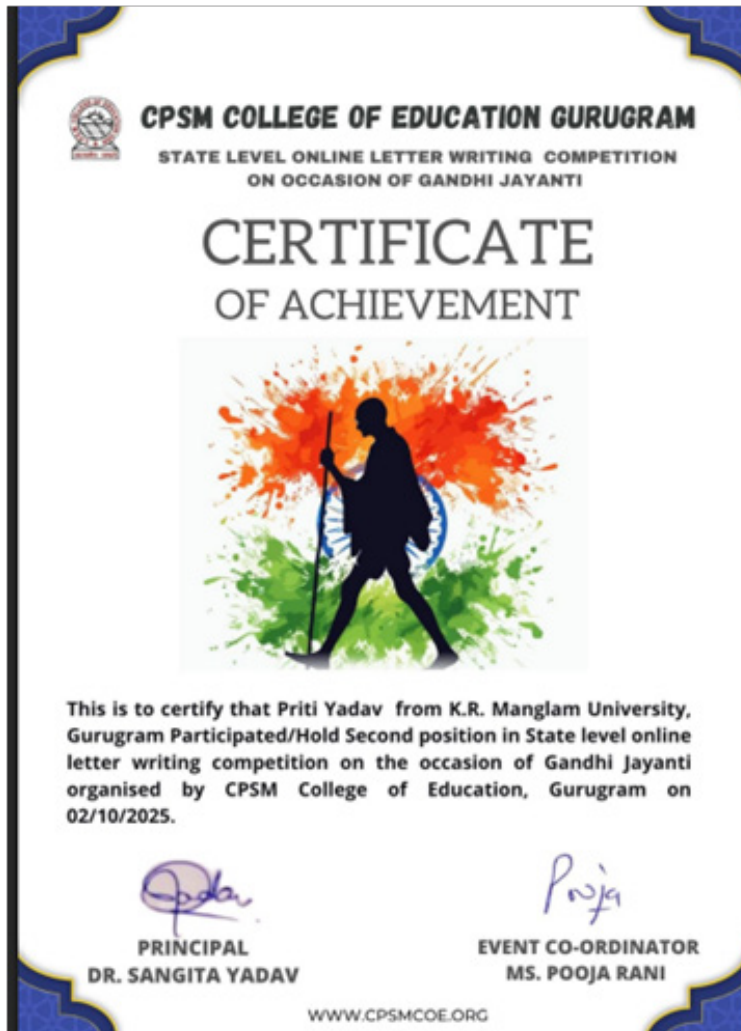 CPSM COLLEGE OF EDUCATION GURUGRAM
STATE LEVEL ONLINE LETTER WRITING COMPETITION
ON OCCASION OF GANDHI JAYANTI
CERTIFICATE
OF ACHIEVEMENT
This is to certify that Priti Yadav from K.R. Manglam University,
Gurugram Participated/Hold Second position in State level online
letter writing competition on the occasion of Gandhi Jayanti
organised by CPSM College of Education, Gurugram on
02/10/2025.
Pooja
PRINCIPAL
DR. SANGITA YADAV
EVENT CO-ORDINATOR
MS. POOJA RANI
WWW.CPSMCOE.ORG